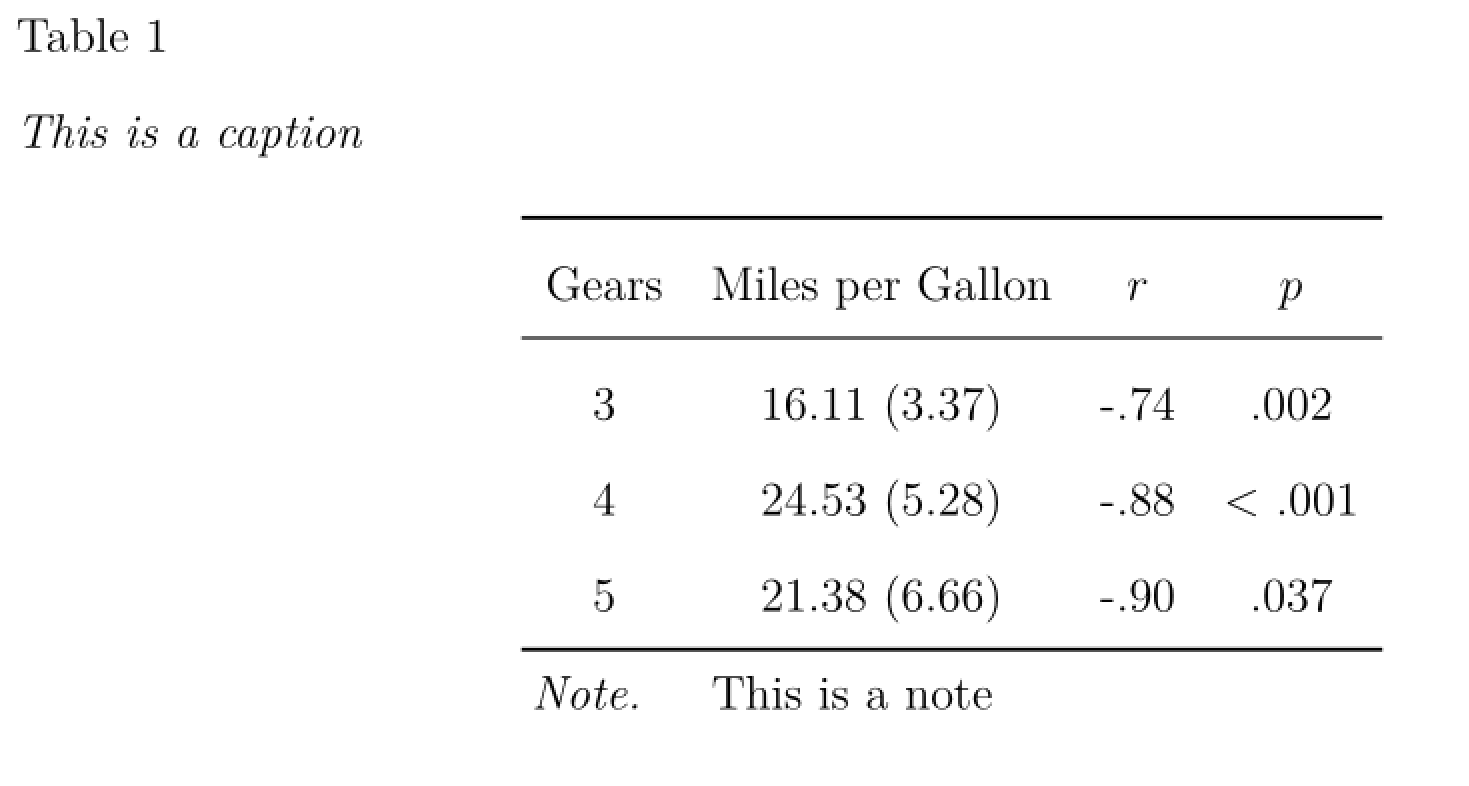 Table 1
This is a caption
Gears Miles per Gallon r p
3 16.11 (3.37) -.74 .002
4 24.53 (5.28) -.88 < .001
5 21.38 (6.66) -.90 .037
Note. This is a note